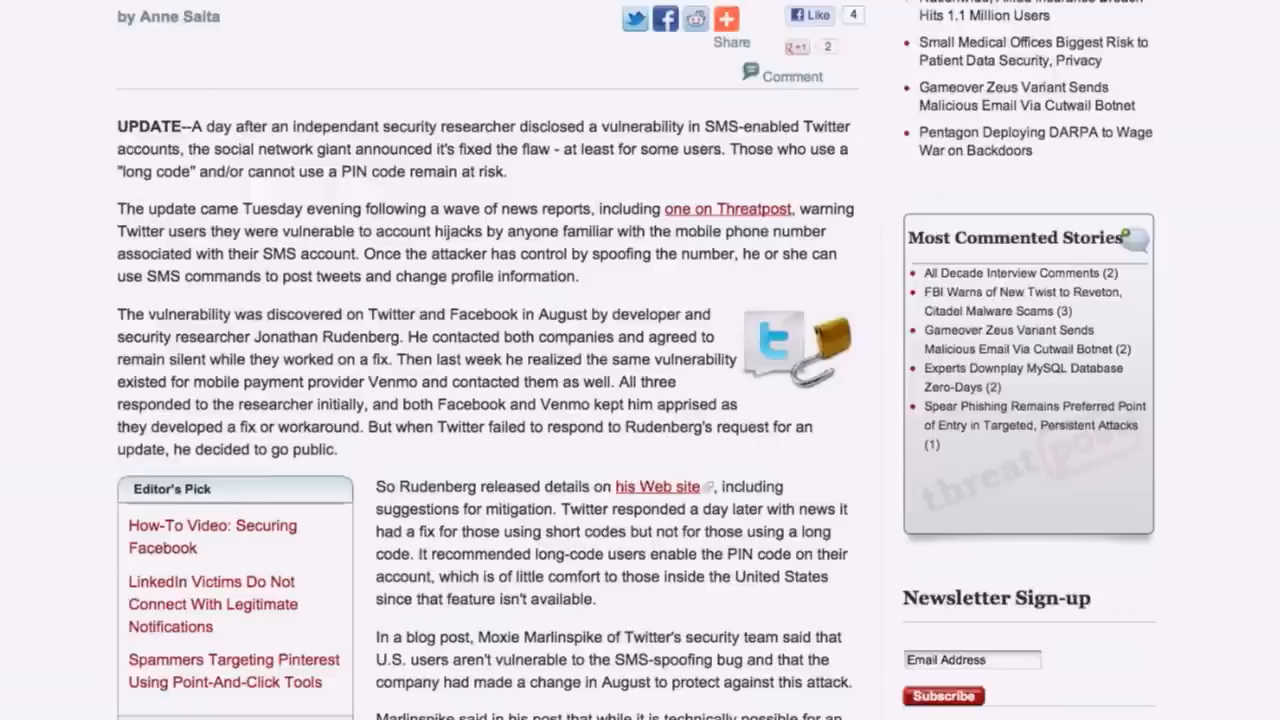 by Anne Saita
Share
Like
4
+1
2
Comment
UPDATE--A day after an independant security researcher disclosed a vulnerability in SMS-enabled Twitter
accounts, the social network giant announced it's fixed the flaw - at least for some users. Those who use a
"long code" and/or cannot use a PIN code remain at risk.
The update came Tuesday evening following a wave of news reports, including one on Threatpost, warning
Twitter users they were vulnerable to account hijacks by anyone familiar with the mobile phone number
associated with their SMS account. Once the attacker has control by spoofing the number, he or she can
use SMS commands to post tweets and change profile information.
The vulnerability was discovered on Twitter and Facebook in August by developer and
security researcher Jonathan Rudenberg. He contacted both companies and agreed to
remain silent while they worked on a fix. Then last week he realized the same vulnerability
existed for mobile payment provider Venmo and contacted them as well. All three
responded to the researcher initially, and both Facebook and Venmo kept him apprised as
they developed a fix or workaround. But when Twitter failed to respond to Rudenberg's request for an
update, he decided to go public.
Editor's Pick
How-To Video: Securing
Facebook
LinkedIn Victims Do Not
Connect With Legitimate
Notifications
Spammers Targeting Pinterest
Using Point-And-Click Tools
So Rudenberg released details on his Web site, including
suggestions for mitigation. Twitter responded a day later with news it
had a fix for those using short codes but not for those using a long
code. It recommended long-code users enable the PIN code on their
account, which is of little comfort to those inside the United States
since that feature isn't available.
In a blog post, Moxie Marlinspike of Twitter's security team said that
U.S. users aren't vulnerable to the SMS-spoofing bug and that the
company had made a change in August to protect against this attack.
Marlinspike said in his post that while it is technically possible for an
Nationwide, Allied Insurance Breach
Hits 1.1 Million Users
Small Medical Offices Biggest Risk to
Patient Data Security, Privacy
Gameover Zeus Variant Sends
Malicious Email Via Cutwail Botnet
Pentagon Deploying DARPA to Wage
War on Backdoors
Most Commented Stories
All Decade Interview Comments (2)
FBI Warns of New Twist to Reveton,
Citadel Malware Scams (3)
Gameover Zeus Variant Sends
Malicious Email Via Cutwail Botnet (2)
Experts Downplay MySQL Database
Zero-Days (2)
Spear Phishing Remains Preferred Point
of Entry in Targeted, Persistent Attacks
(1)
threat post
Newsletter Sign-up
Email Address
Subscribe